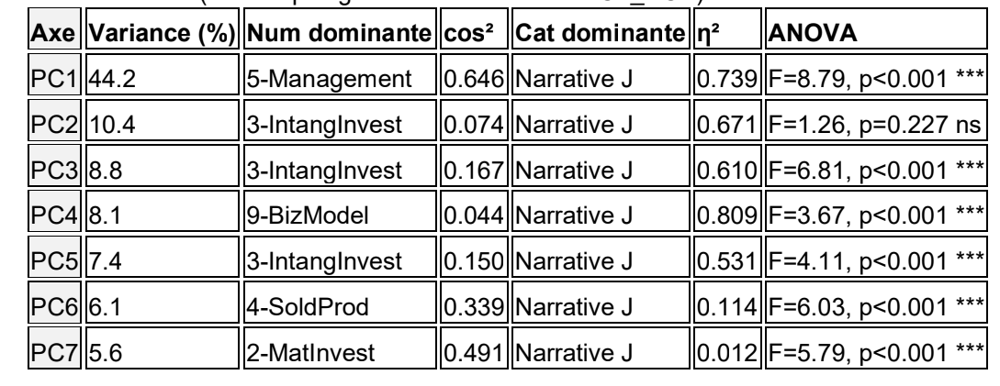 Axe Variance (%) Num dominante cos² Cat dominante η² ANOVA
PC1 44.2 5-Management 0.646 Narrative J 0.739 F=8.79, p<0.001 ***
PC2 10.4 3-IntangInvest 0.074 Narrative J 0.671 F=1.26, p=0.227 ns
PC3 8.8 3-IntangInvest 0.167 Narrative J 0.610 F=6.81, p<0.001 ***
PC4 8.1 9-BizModel 0.044 Narrative J 0.809 F=3.67, p<0.001 ***
PC5 7.4 3-IntangInvest 0.150 Narrative J 0.531 F=4.11, p<0.001 ***
PC6 6.1 4-SoldProd 0.339 Narrative J 0.114 F=6.03, p<0.001 ***
PC7 5.6 2-MatInvest 0.491 Narrative J 0.012 F=5.79, p<0.001 ***